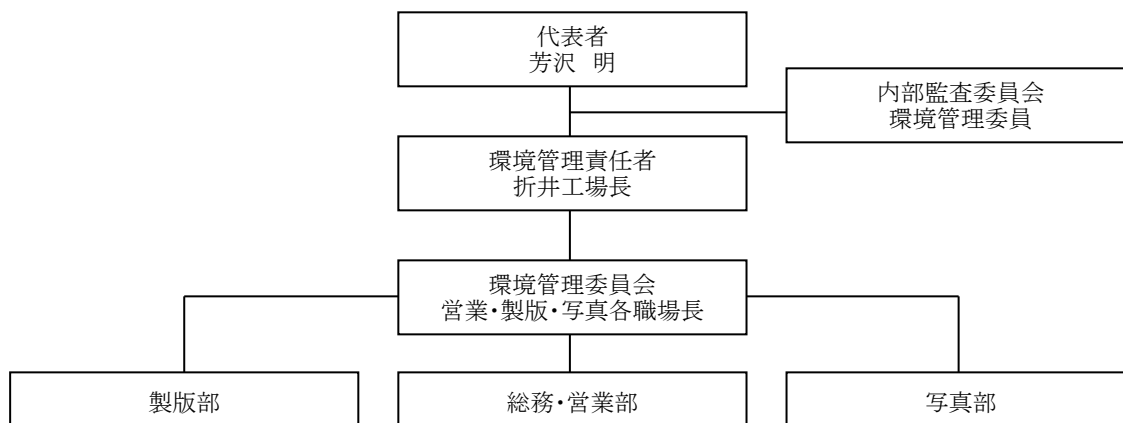 代表者
芳沢 明
内部監査委員会
環境管理委員
環境管理責任者
折井工場長
環境管理委員会
営業・製版・写真各職場長
製版部
総務・営業部
写真部